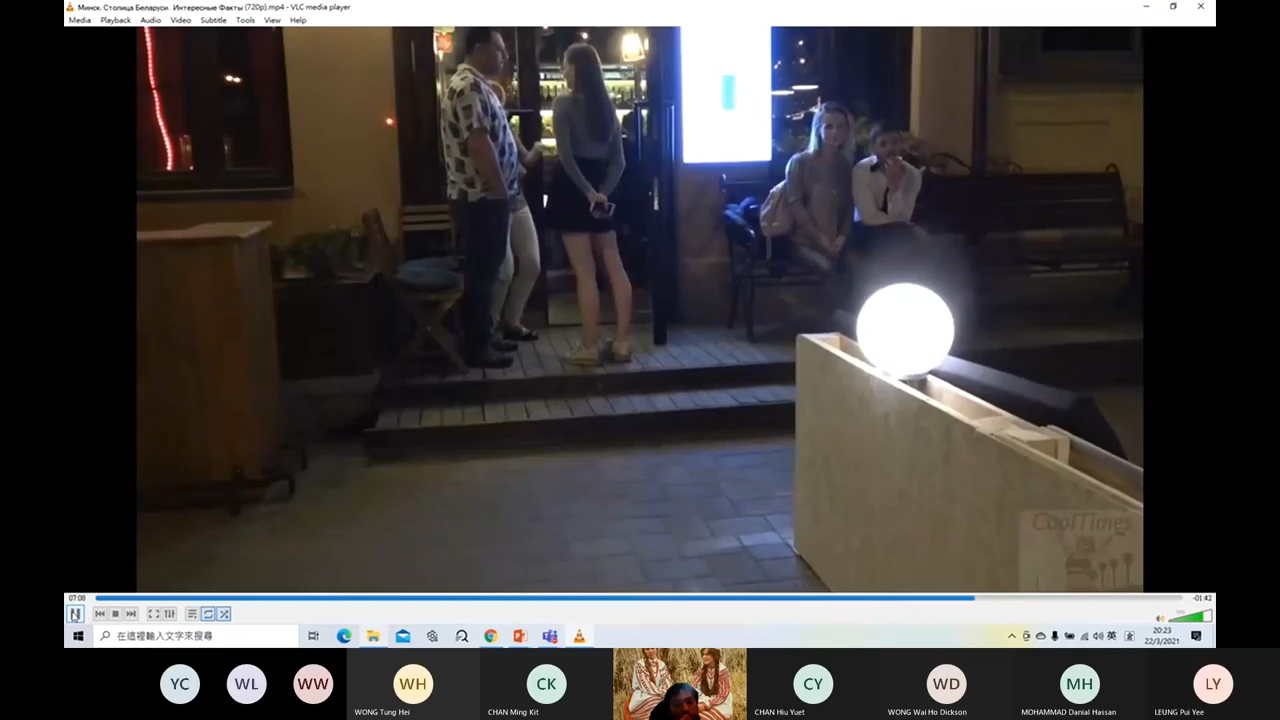 Минск. Столица Беларуси. Интересные Факты (720p).mp4 - VLC media player
Media Playback Audio Video Subtitle Tools View Help
CoolTimes
07:08
-01:42
在這裡輸入文字來搜尋
英
20:23
22/3/2021
YC
WL
WW
WH
CK
CY
WD
MH
LY
WONG Tung Hei
CHAN Ming Kit
CHAN Hiu Yuet
WONG Wai Ho Dickson
MOHAMMAD Danial Hassan
LEUNG Pui Yee